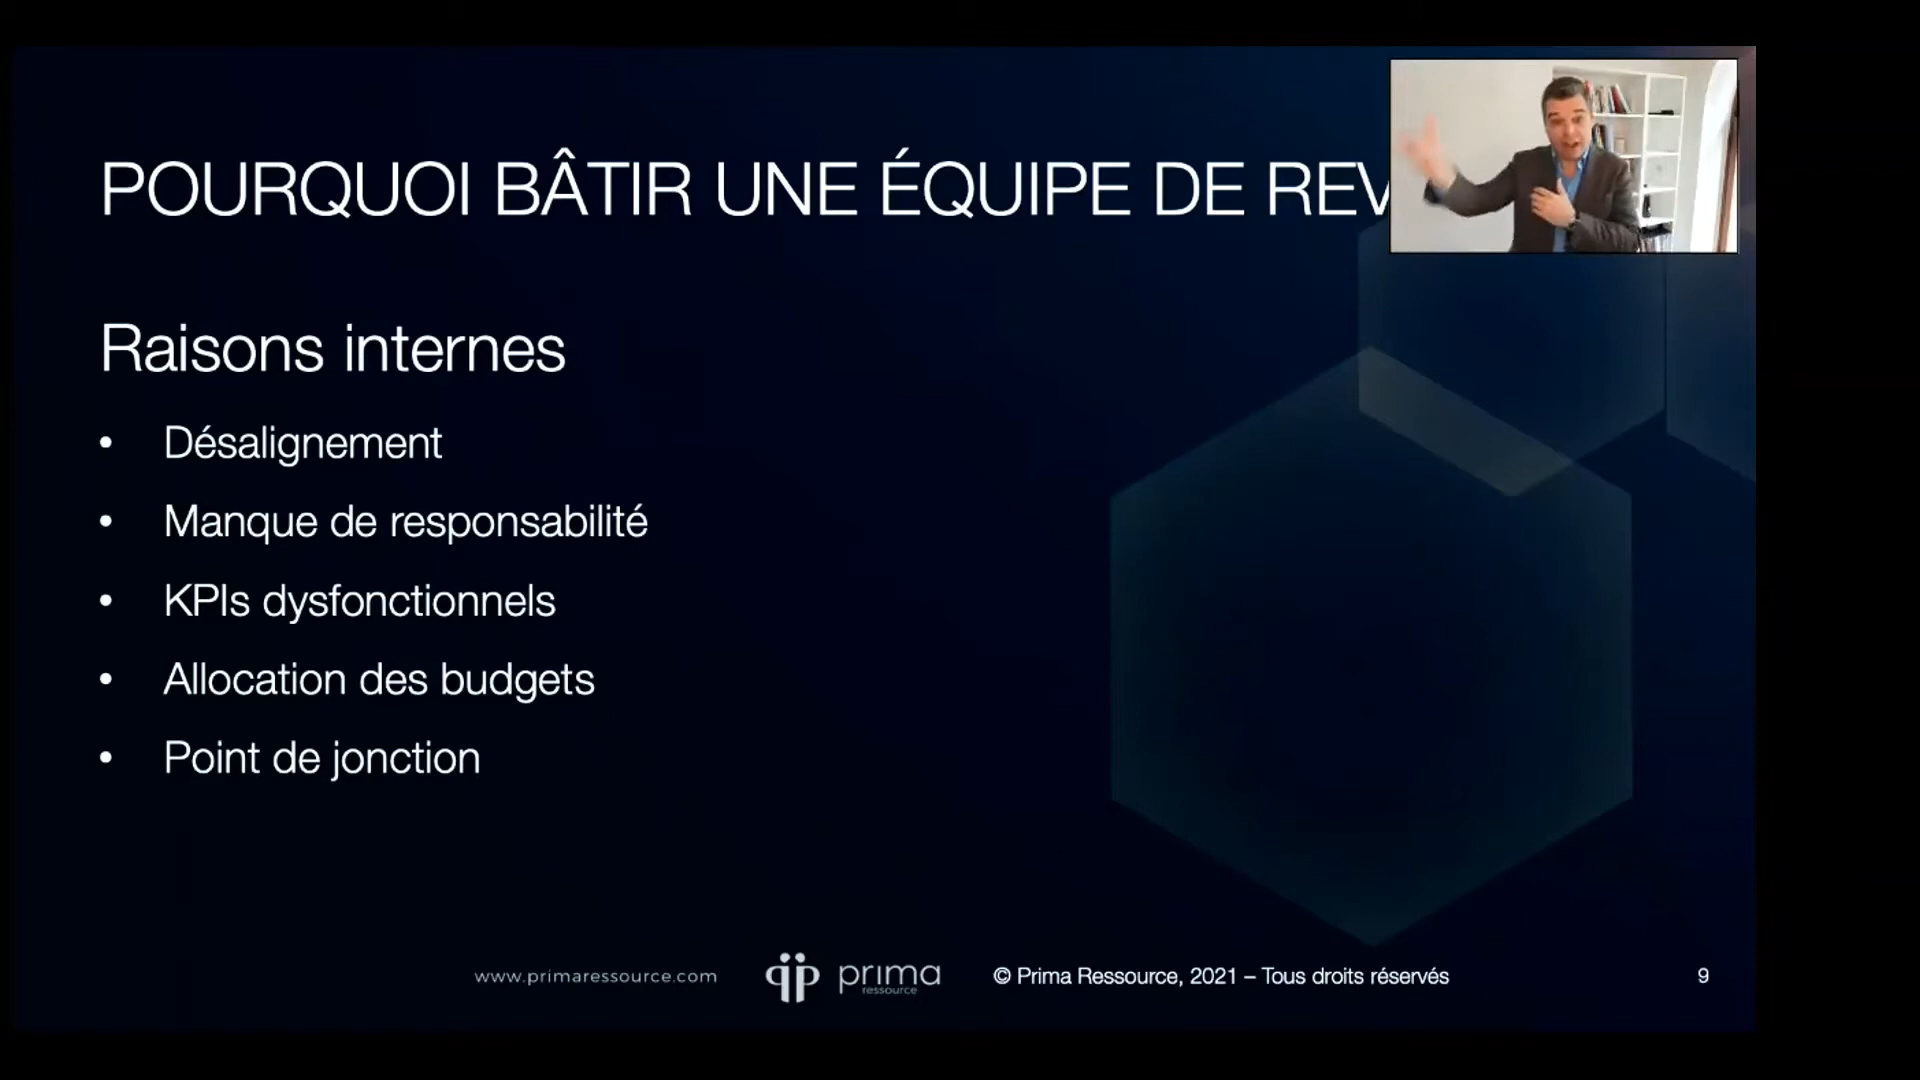 POURQUOI BÂTIR UNE ÉQUIPE DE
Raisons internes
• Désalignement
• Manque de responsabilité
• KPIs dysfonctionnels
• Allocation des budgets
• Point de jonction
www.primaressource.com prima ressource © Prima Ressource, 2021 – Tous droits réservés 9